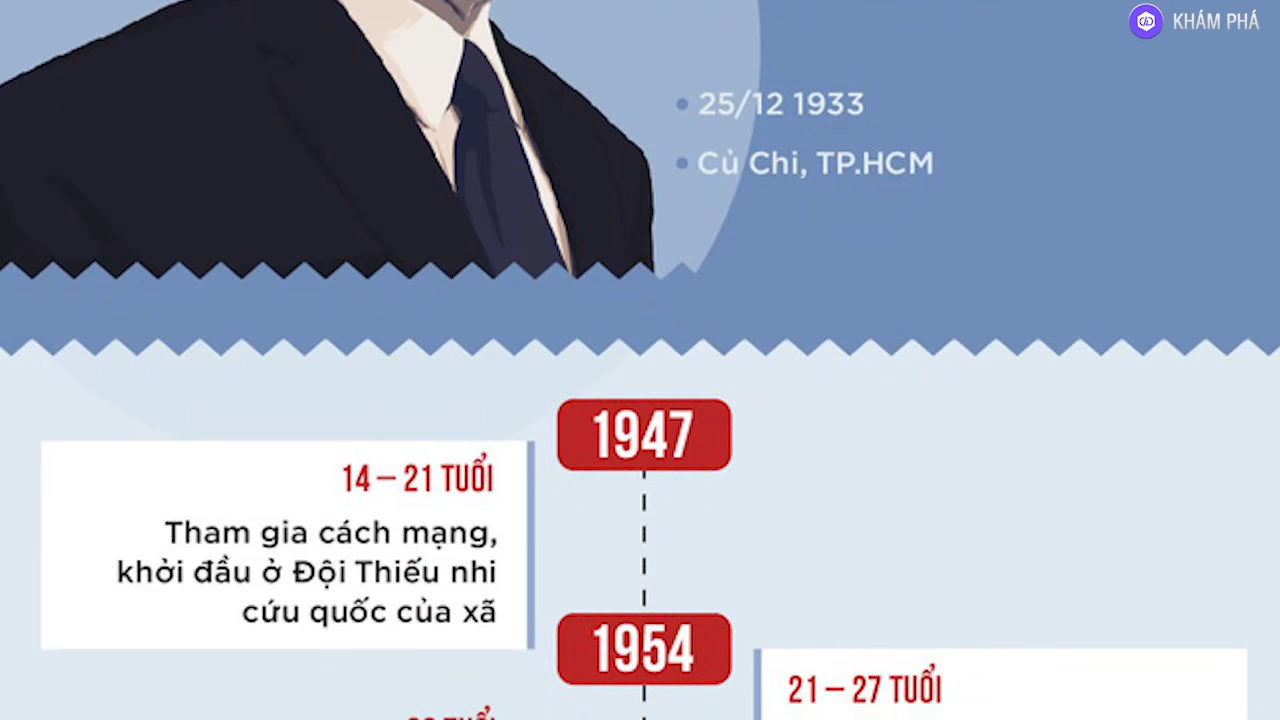 KHÁM PHÁ
25/12 1933
Củ Chi, TP.HCM
1947
14 – 21 TUỔI
Tham gia cách mạng,
khởi đầu ở Đội Thiếu nhi
cứu quốc của xã
1954
21 – 27 TUỔI
TUỔI